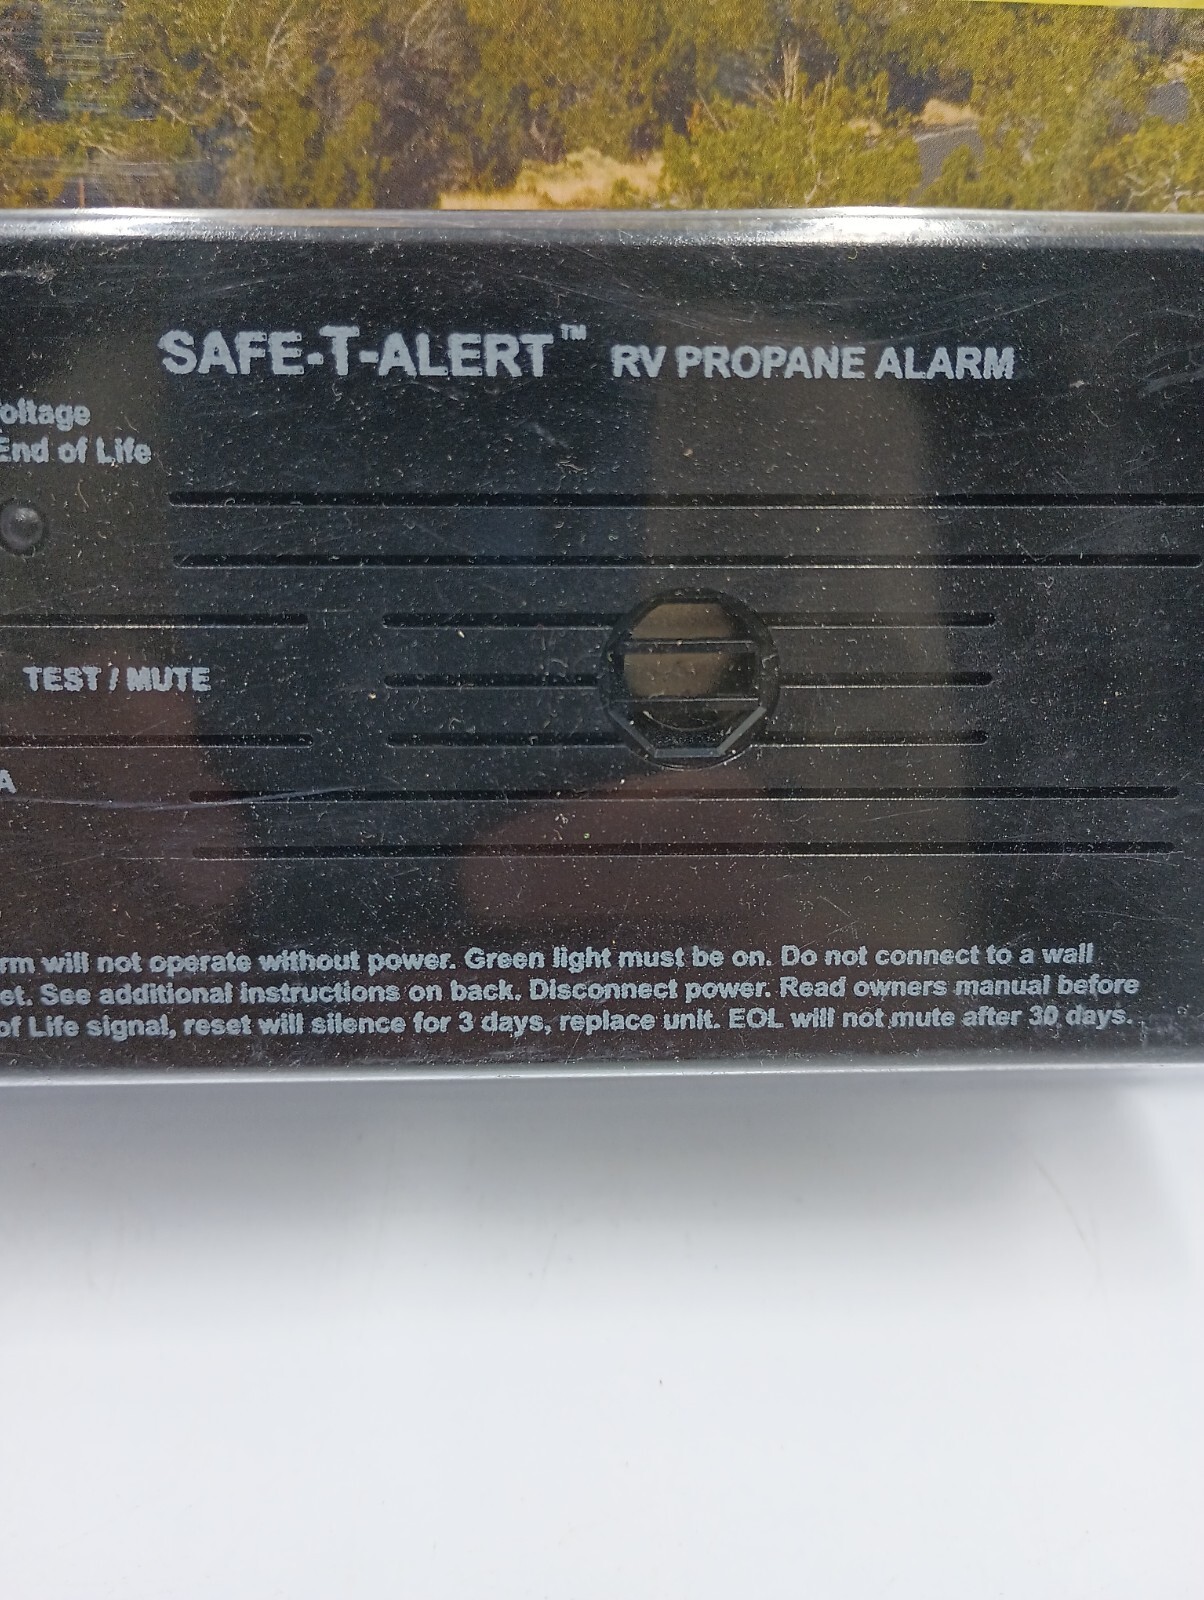 SAFE-T-ALERT™ RV PROPANE ALARM
oltage
End of Life
TEST / MUTE
A
rm will not operate without power. Green light must be on. Do not connect to a wall
et. See additional instructions on back. Disconnect power. Read owners manual before
of Life signal, reset will silence for 3 days, replace unit. EOL will not mute after 30 days.